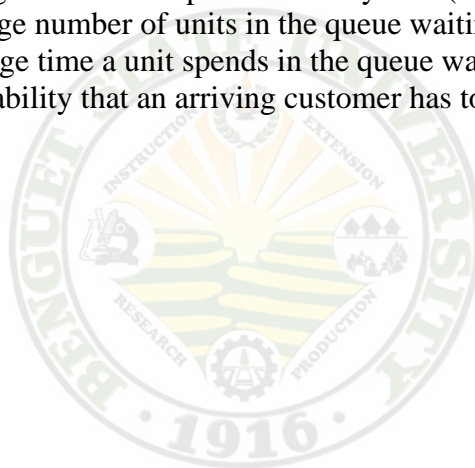 ge number of units in the queue waiti
ge time a unit spends in the queue wa
ability that an arriving customer has to
BENGUET STATE UNIVERSITY
INSTRUCTION
EXTENSION
RESEARCH
PRODUCTION
· 1916 ·